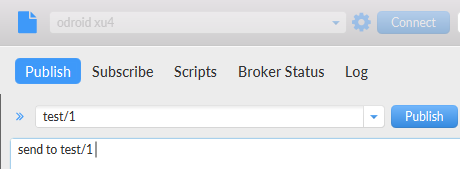 odroid xu4 Connect
Publish Subscribe Scripts Broker Status Log
test/1 Publish
send to test/1